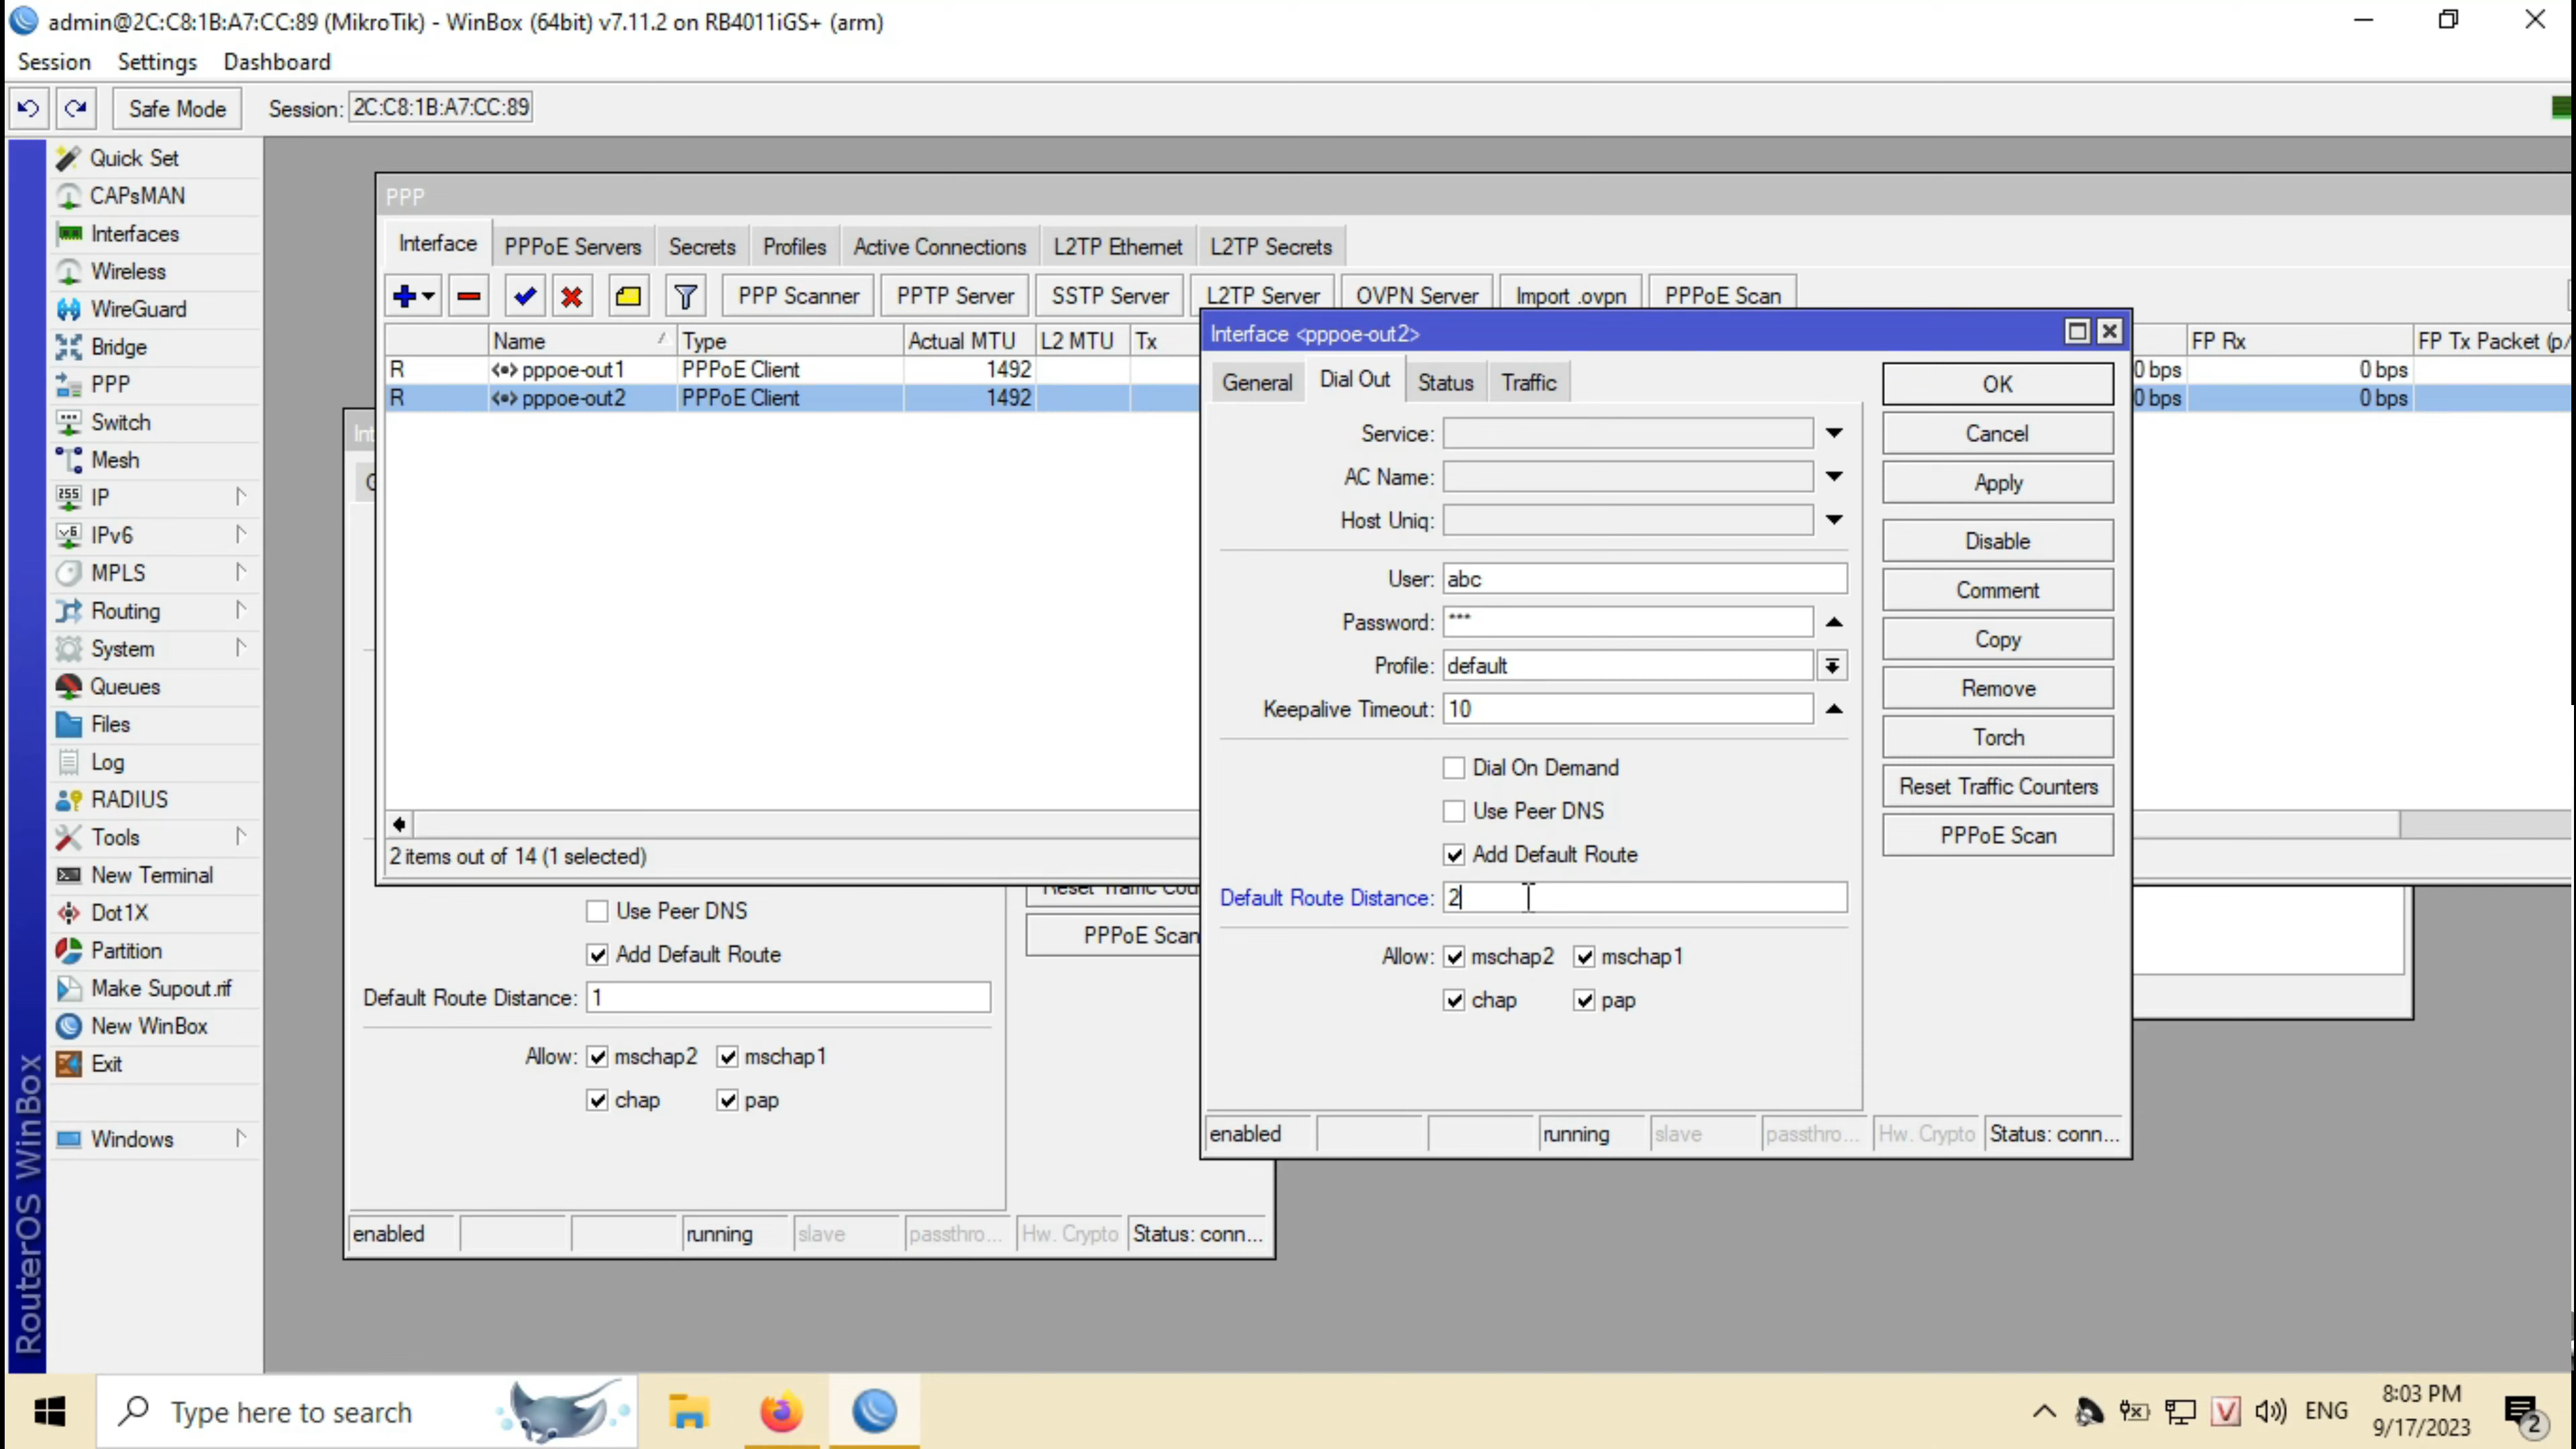 admin@2C:C8:1B:A7:CC:89 (MikroTik) - WinBox (64bit) v7.11.2 on RB4011iGS+ (arm)
Session Settings Dashboard
Safe Mode Session: 2C:C8:1B:A7:CC:89
Quick Set
CAPsMAN
Interfaces
Wireless
WireGuard
Bridge
PPP
Switch
Mesh
IP
IPv6
MPLS
Routing
System
Queues
Files
Log
RADIUS
Tools
New Terminal
Dot1X
Partition
Make Supout.rif
New WinBox
Exit
Windows
RouterOS WinBox
PPP
Interface PPPoE Servers Secrets Profiles Active Connections L2TP Ethernet L2TP Secrets
PPP Scanner PPTP Server SSTP Server L2TP Server OVPN Server Import .ovpn PPPoE Scan
Name Type Actual MTU L2 MTU Tx FP Rx FP Tx Packet (p/
R pppoe-out1 PPPoE Client 1492 0 bps 0 bps
R pppoe-out2 PPPoE Client 1492 0 bps 0 bps
2 items out of 14 (1 selected)
Interface <pppoe-out2>
General Dial Out Status Traffic
Service:
AC Name:
Host Uniq:
User: abc
Password: ***
Profile: default
Keepalive Timeout: 10
Dial On Demand
Use Peer DNS
Add Default Route
Default Route Distance: 2
Allow: mschap2 mschap1
chap pap
OK
Cancel
Apply
Disable
Comment
Copy
Remove
Torch
Reset Traffic Counters
PPPoE Scan
enabled running slave passthro... Hw. Crypto Status: conn...
Use Peer DNS
PPPoE Scan
Add Default Route
Default Route Distance: 1
Allow: mschap2 mschap1
chap pap
enabled running slave passthro... Hw. Crypto Status: conn...
Type here to search
ENG
8:03 PM
9/17/2023
2